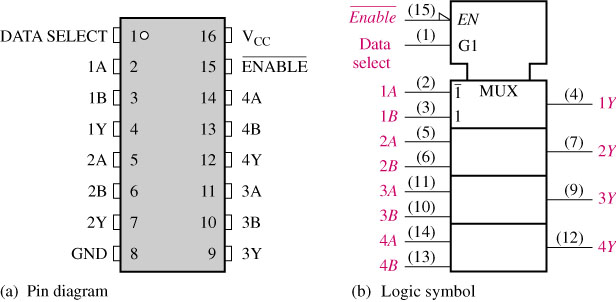 DATA SELECT 1 16 V_CC
1A 2 15 E̅N̅A̅B̅L̅E̅
1B 3 14 4A
1Y 4 13 4B
2A 5 12 4Y
2B 6 11 3A
2Y 7 10 3B
GND 8 9 3Y
(a) Pin diagram
E̅n̅a̅b̅l̅e̅ (15) EN
Data select (1) G1
MUX
1A (2) 1̅
1B (3) 1
(4) 1Y
2A (5)
2B (6)
(7) 2Y
3A (11)
3B (10)
(9) 3Y
4A (14)
4B (13)
(12) 4Y
(b) Logic symbol